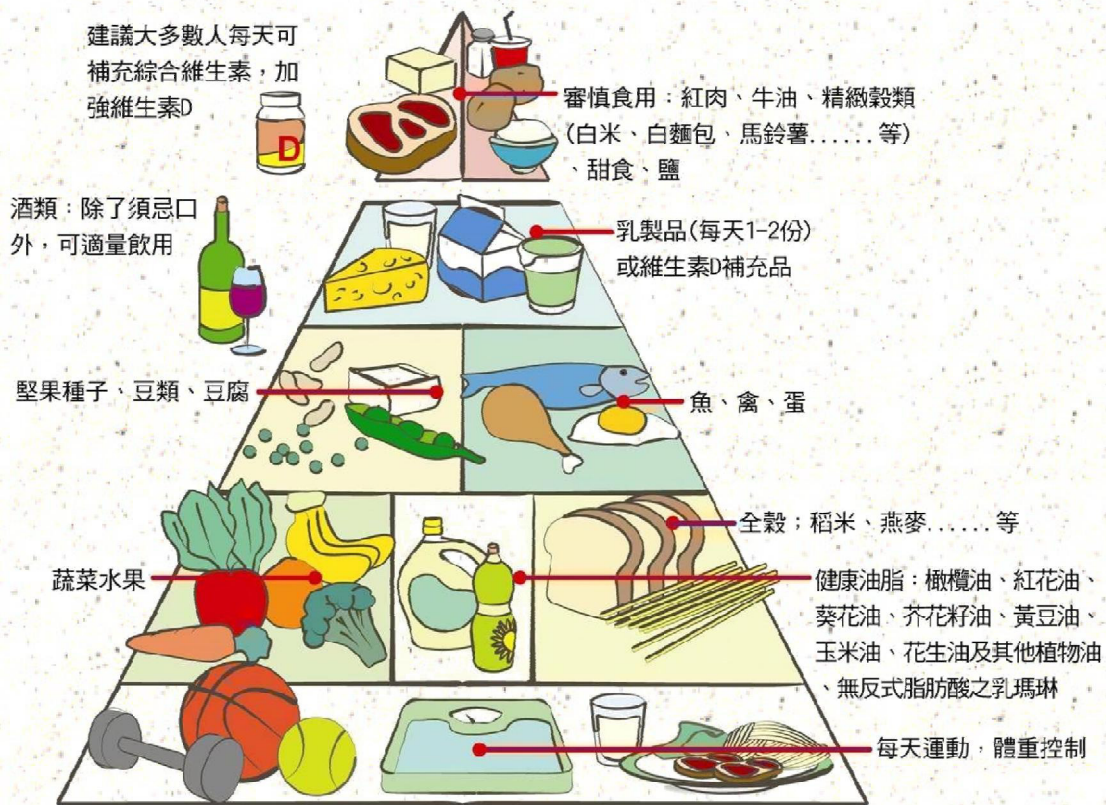 建議大多數人每天可
補充綜合維生素，加
強維生素D
D
審慎食用：紅肉、牛油、精緻穀類
(白米、白麵包、馬鈴薯......等)
、甜食、鹽
酒類：除了須忌口
外，可適量飲用
乳製品(每天1-2份)
或維生素D補充品
堅果種子、豆類、豆腐
魚、禽、蛋
全穀；稻米、燕麥......等
蔬菜水果
健康油脂：橄欖油、紅花油、
葵花油、芥花籽油、黃豆油、
玉米油、花生油及其他植物油
、無反式脂肪酸之乳瑪琳
每天運動，體重控制